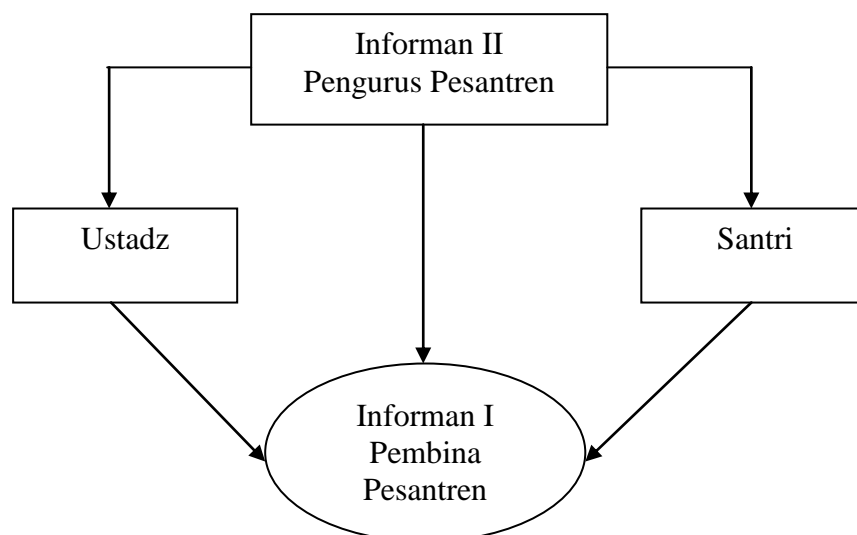 Informan II
Pengurus Pesantren
Ustadz
Santri
Informan I
Pembina
Pesantren